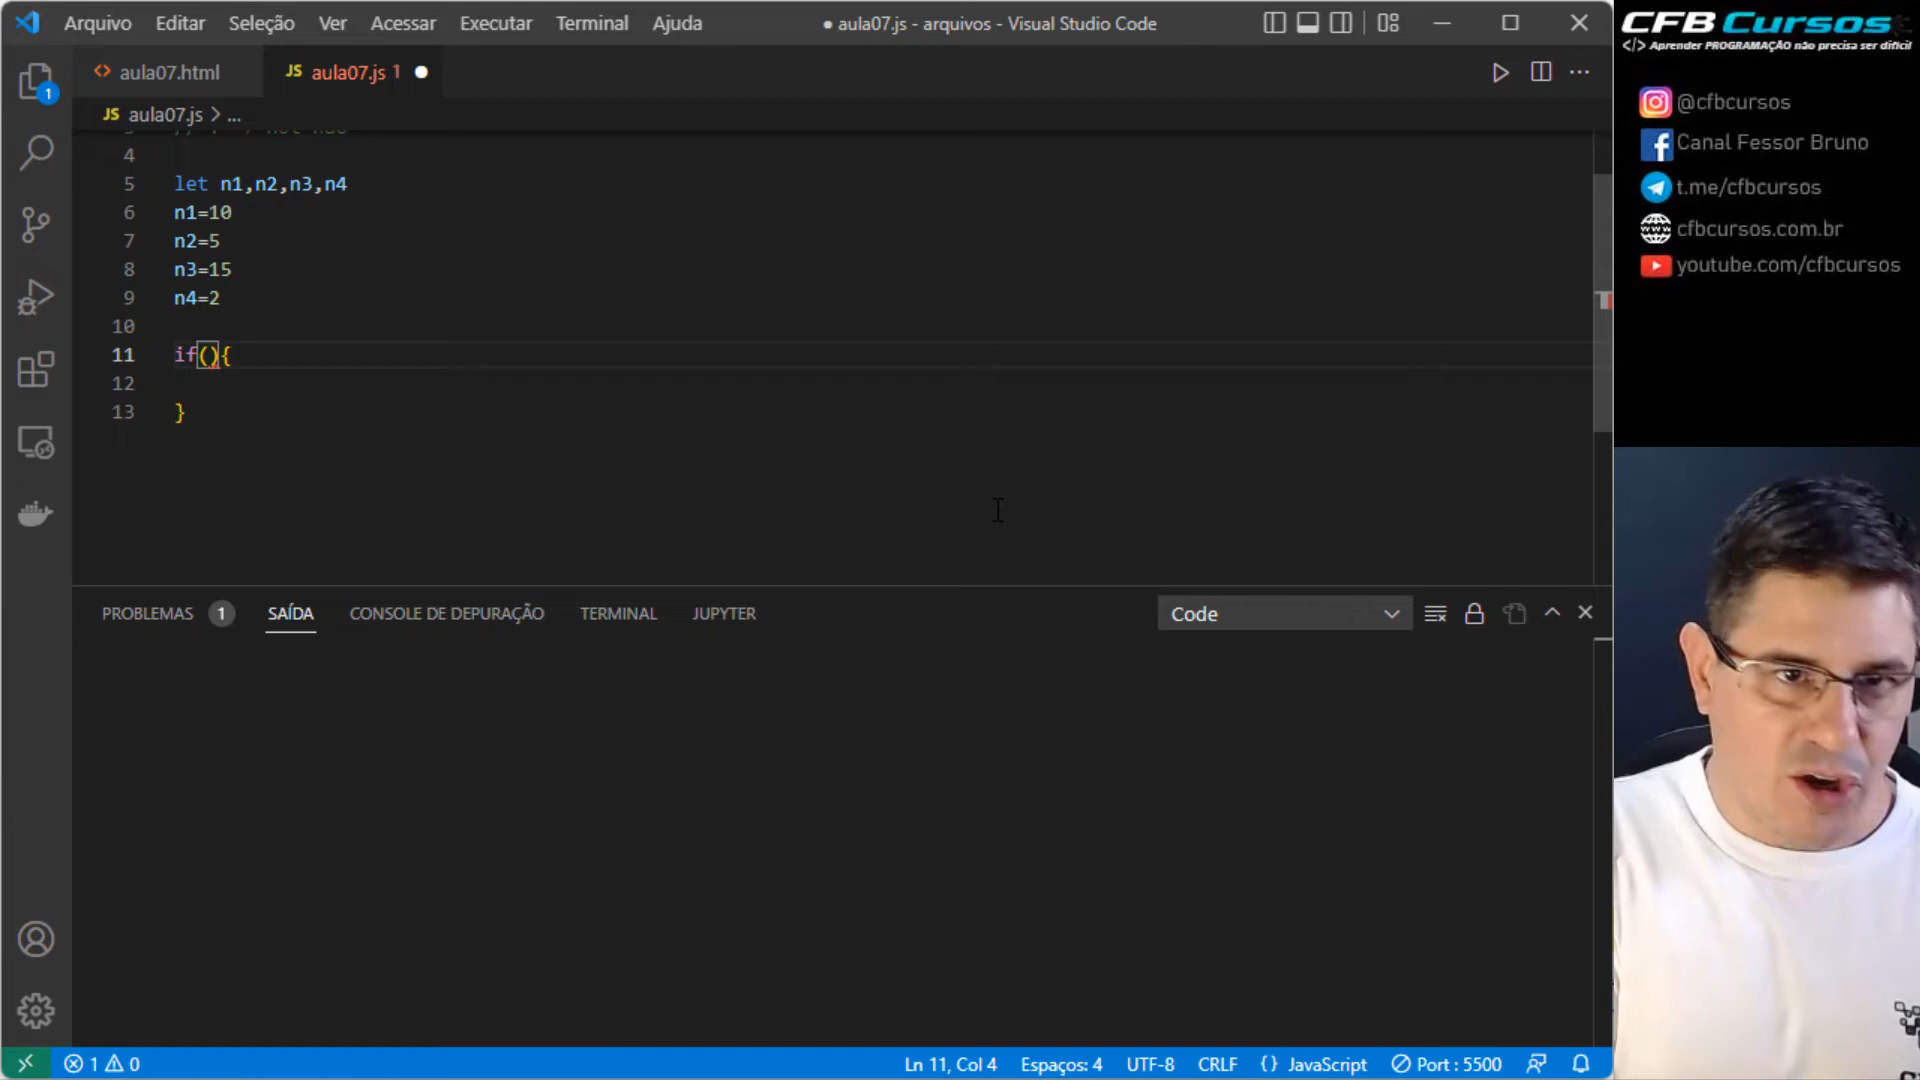 Arquivo Editar Seleção Ver Acessar Executar Terminal Ajuda
● aula07.js - arquivos - Visual Studio Code
CFB Cursos
</> Aprender PROGRAMAÇÃO não precisa ser difícil
@cfbcursos
Canal Fessor Bruno
t.me/cfbcursos
cfbcursos.com.br
youtube.com/cfbcursos
<> aula07.html
JS aula07.js 1 ●
1
JS aula07.js > ...
4
5 let n1,n2,n3,n4
6 n1=10
7 n2=5
8 n3=15
9 n4=2
10
11 if(){
12
13 }
PROBLEMAS 1 SAÍDA CONSOLE DE DEPURAÇÃO TERMINAL JUPYTER
Code
1 0
Ln 11, Col 4 Espaços: 4 UTF-8 CRLF {} JavaScript Port : 5500